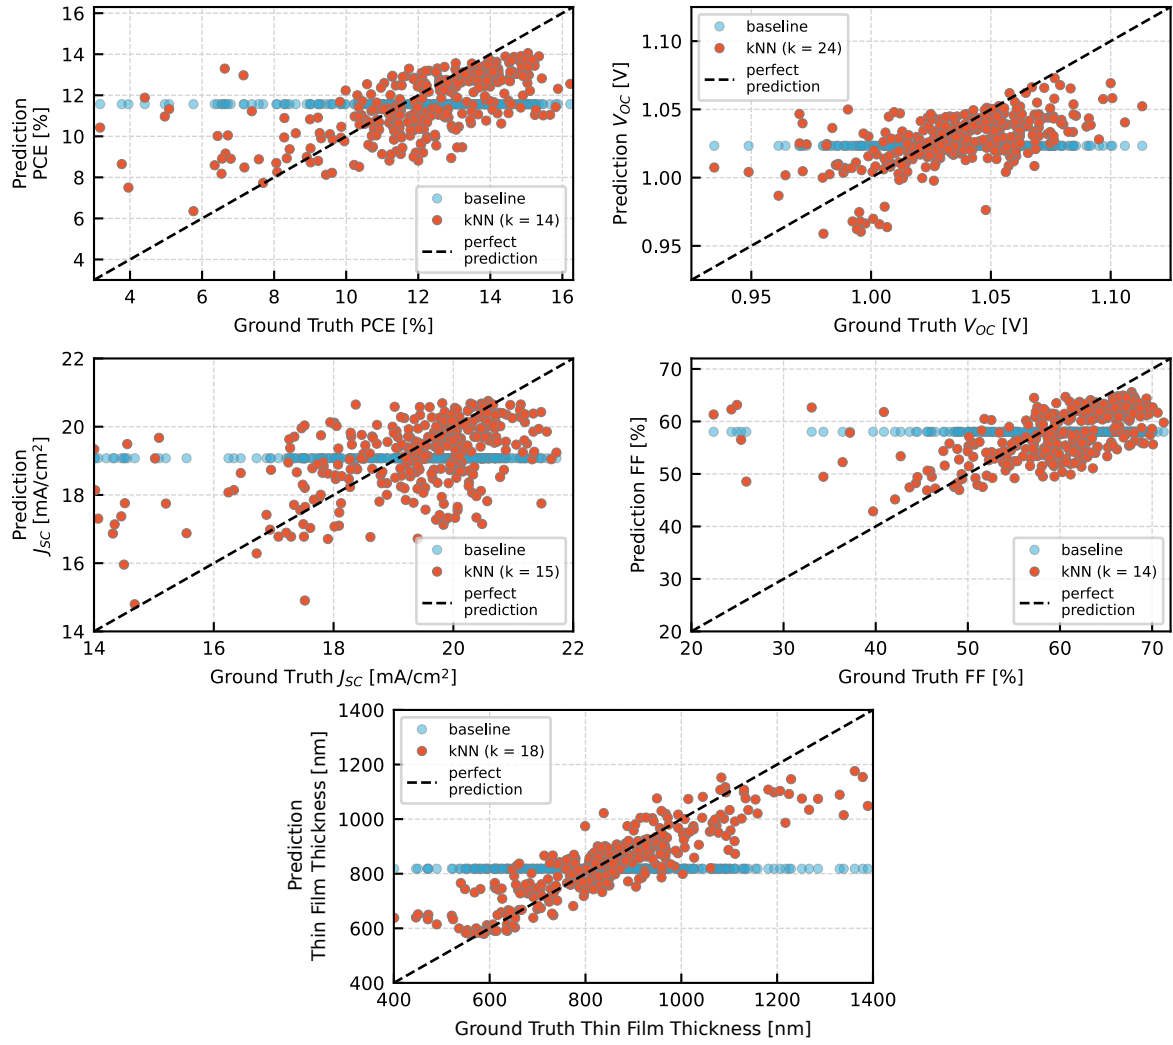 16
14
12
10
8
6
4
Prediction
PCE [%]
baseline
kNN (k = 14)
perfect
prediction
4
6
8
10
12
14
16
Ground Truth PCE [%]
1.10
1.05
1.00
0.95
Prediction V_OC [V]
baseline
kNN (k = 24)
perfect
prediction
0.95
1.00
1.05
1.10
Ground Truth V_OC [V]
22
20
18
16
14
Prediction
J_SC [mA/cm2]
baseline
kNN (k = 15)
perfect
prediction
14
16
18
20
22
Ground Truth J_SC [mA/cm²]
70
60
50
40
30
20
Prediction FF [%]
baseline
kNN (k = 14)
perfect
prediction
20
30
40
50
60
70
Ground Truth FF [%]
1400
1200
1000
800
600
400
Prediction
Thin Film Thickness [nm]
baseline
kNN (k = 18)
perfect
prediction
400
600
800
1000
1200
1400
Ground Truth Thin Film Thickness [nm]